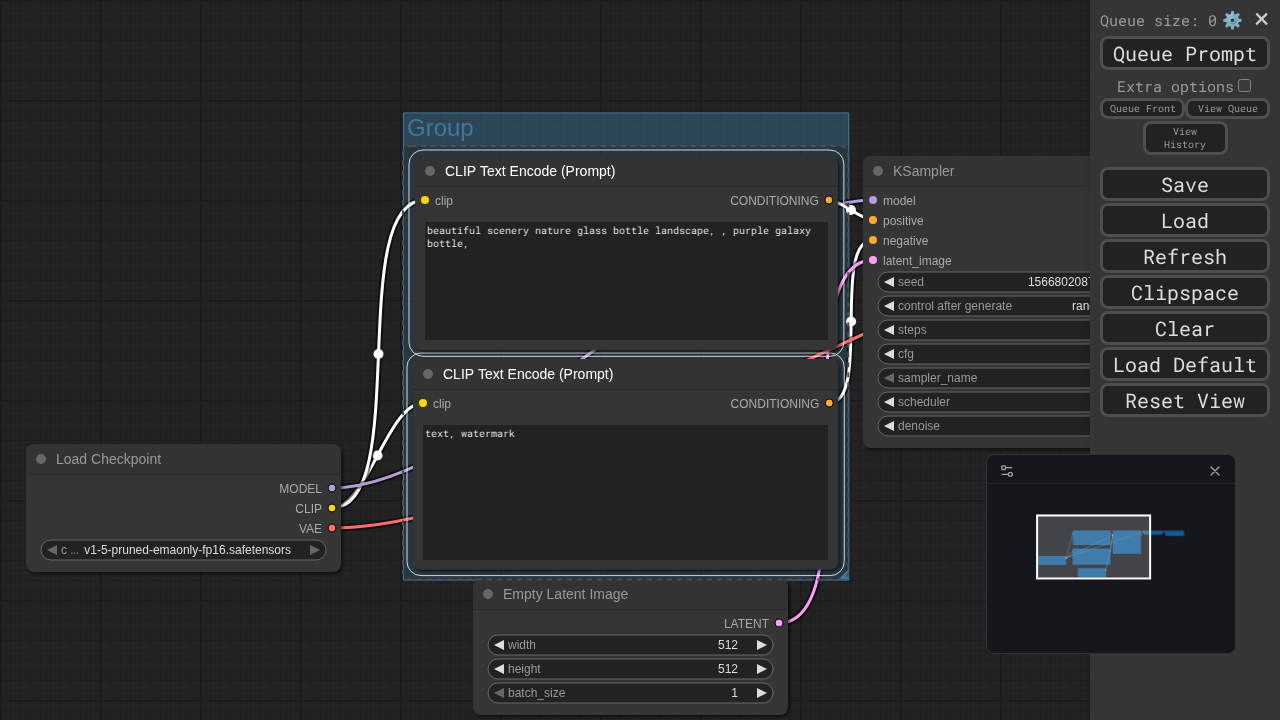 Group
CLIP Text Encode (Prompt)
clip
CONDITIONING
beautiful scenery nature glass bottle landscape, , purple galaxy
bottle,
CLIP Text Encode (Prompt)
clip
CONDITIONING
text, watermark
Load Checkpoint
MODEL
CLIP
VAE
c ... v1-5-pruned-emaonly-fp16.safetensors
Empty Latent Image
LATENT
width 512
height 512
batch_size 1
KSampler
model
positive
negative
latent_image
seed 156680208
control after generate ran
steps
cfg
sampler_name
scheduler
denoise
Queue size: 0
Queue Prompt
Extra options
Queue Front View Queue
View
History
Save
Load
Refresh
Clipspace
Clear
Load Default
Reset View